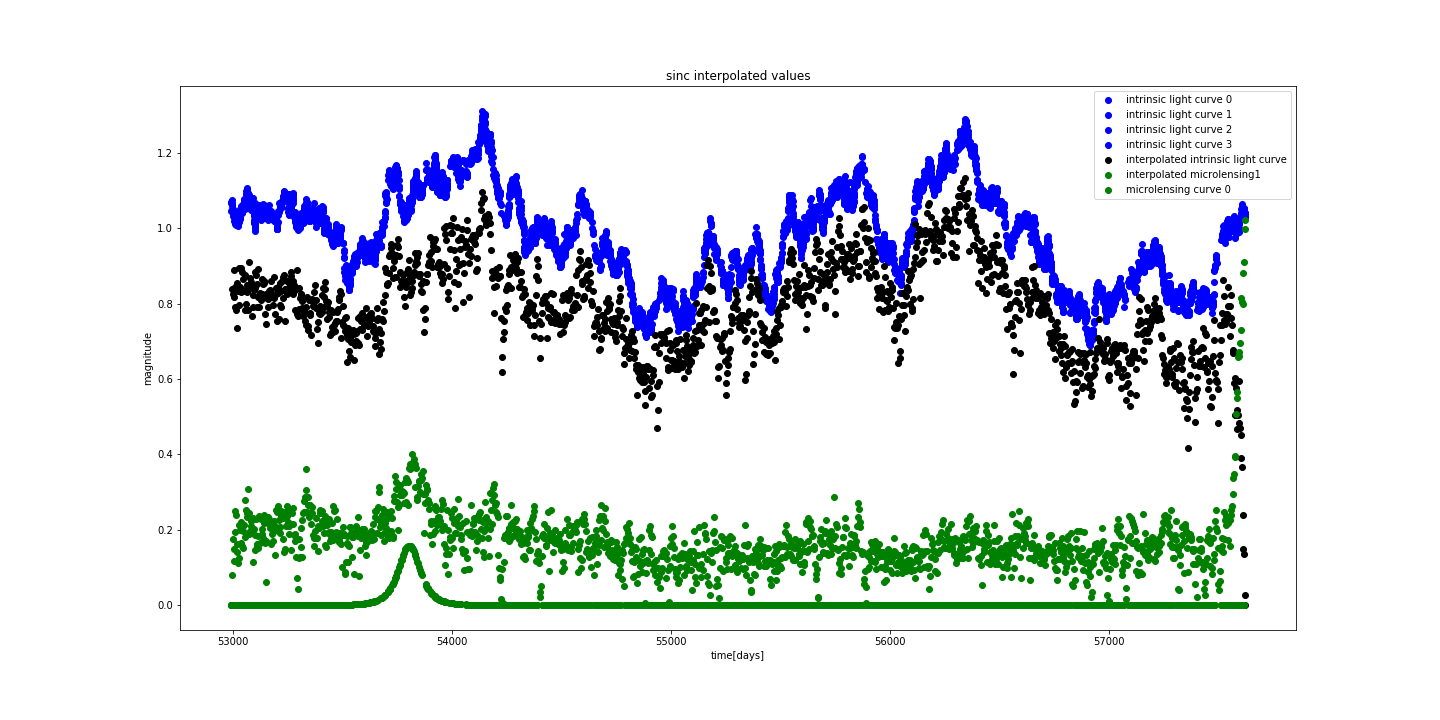 sinc interpolated values
intrinsic light curve 0
intrinsic light curve 1
intrinsic light curve 2
intrinsic light curve 3
interpolated intrinsic light curve
interpolated microlensing1
microlensing curve 0
magnitude
1.2
1.0
0.8
0.6
0.4
0.2
0.0
53000 54000 55000 56000 57000
time[days]